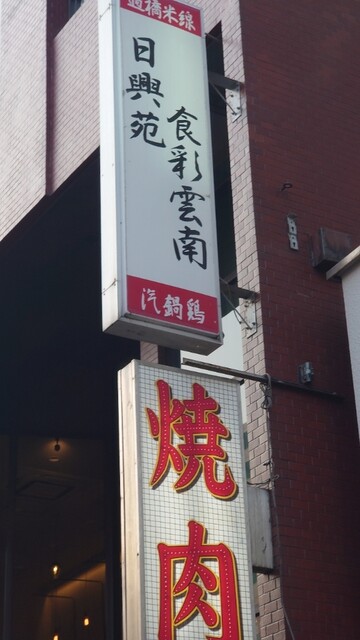 過橋米線
食彩雲南
日興苑
汽鍋鶏
焼肉